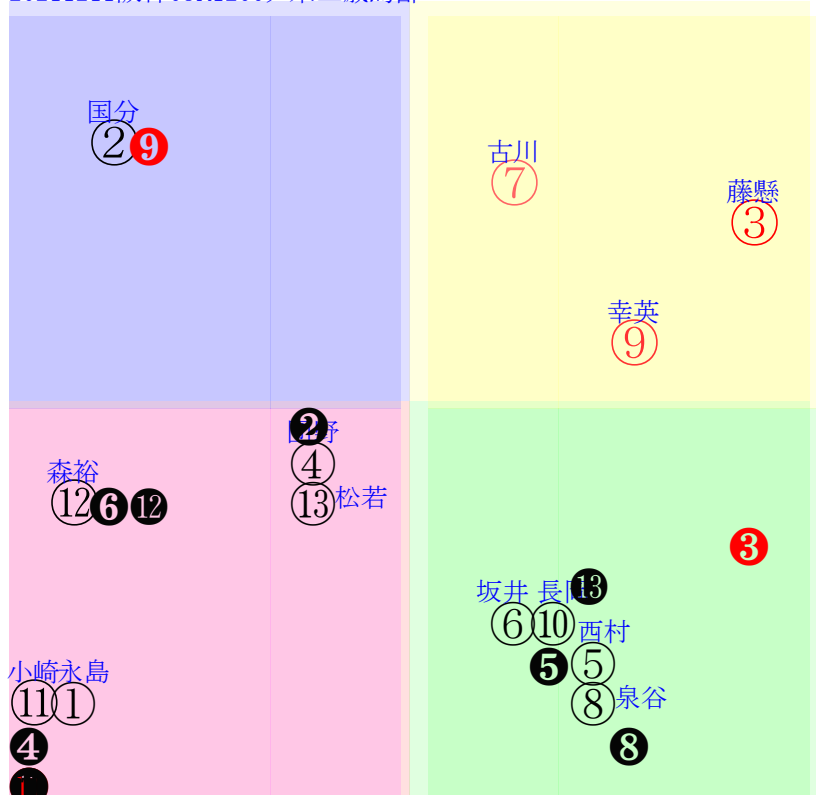 国分
②❾
古川
⑦
藤懸
③
幸英
⑨
❷
野
④
⑬松若
森裕
⑫❻⓬
❸
坂井 長
⓭
⑥⑩
西村
❺⑤
⑧泉谷
❽
小崎永島
⑪①
❹